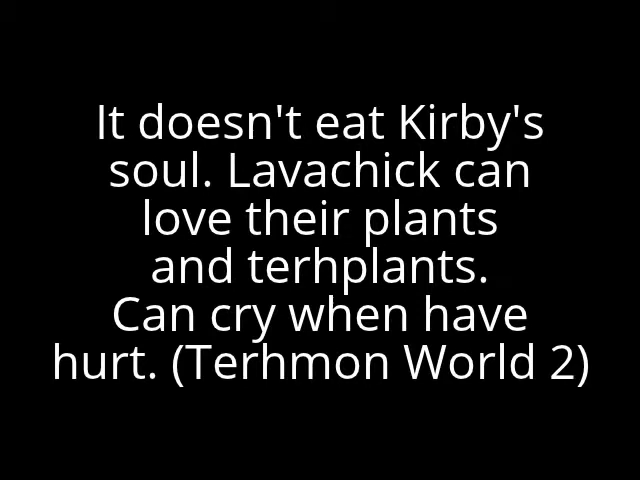 It doesn't eat Kirby's
soul. Lavachick can
love their plants
and terhplants.
Can cry when have
hurt. (Terhmon World 2)